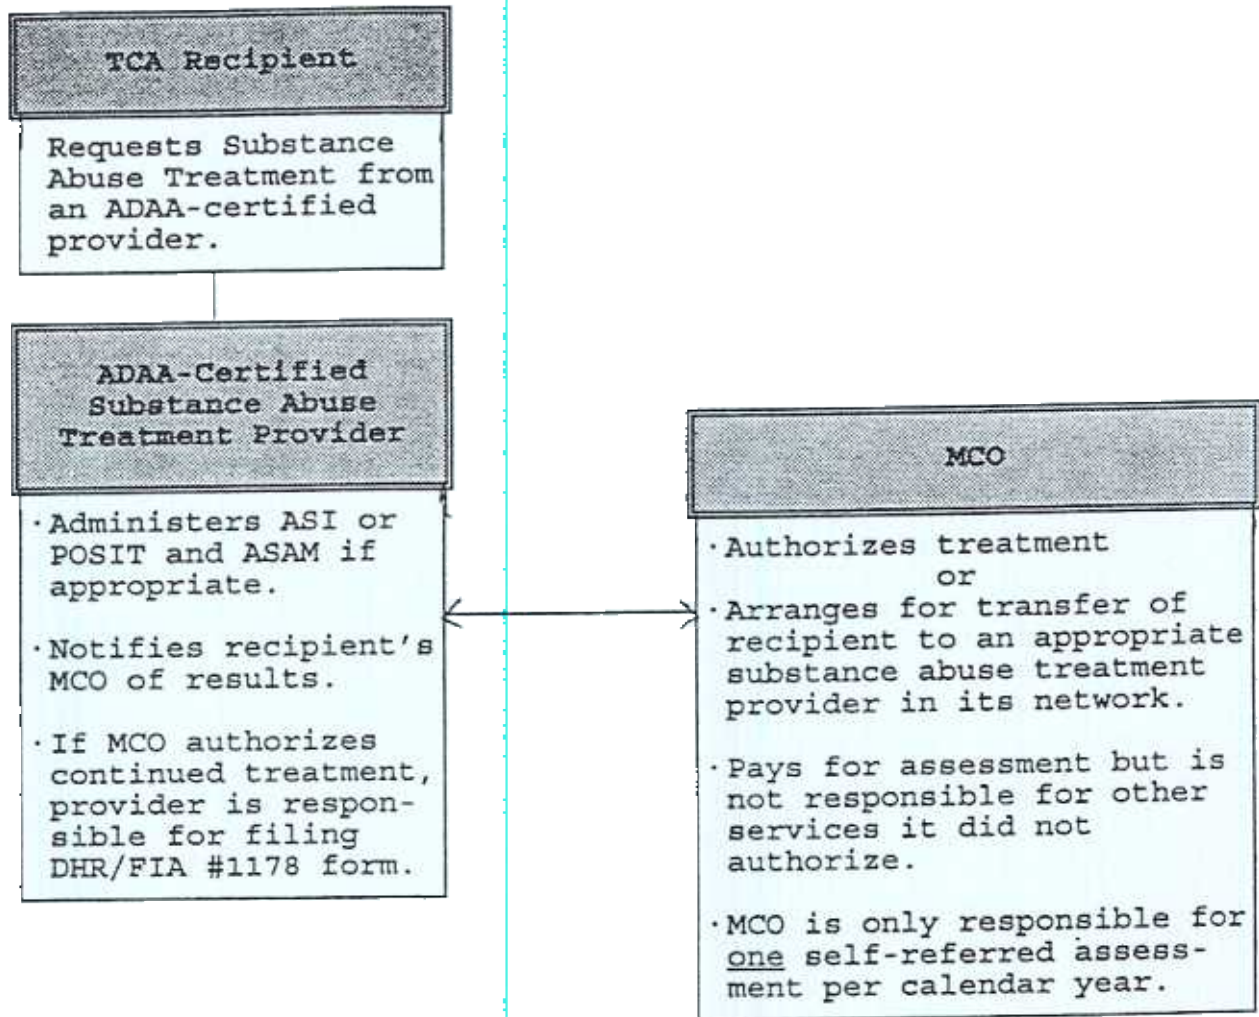 TCA Recipient
Requests Substance
Abuse Treatment from
an ADAA-certified
provider.
ADAA-Certified
Substance Abuse
Treatment Provider
·Administers ASI or
POSIT and ASAM if
appropriate.
·Notifies recipient's
MCO of results.
·If MCO authorizes
continued treatment,
provider is respon-
sible for filing
DHR/FIA #1178 form.
MCO
·Authorizes treatment
or
·Arranges for transfer of
recipient to an appropriate
substance abuse treatment
provider in its network.
·Pays for assessment but is
not responsible for other
services it did not
authorize.
·MCO is only responsible for
one self-referred assess-
ment per calendar year.